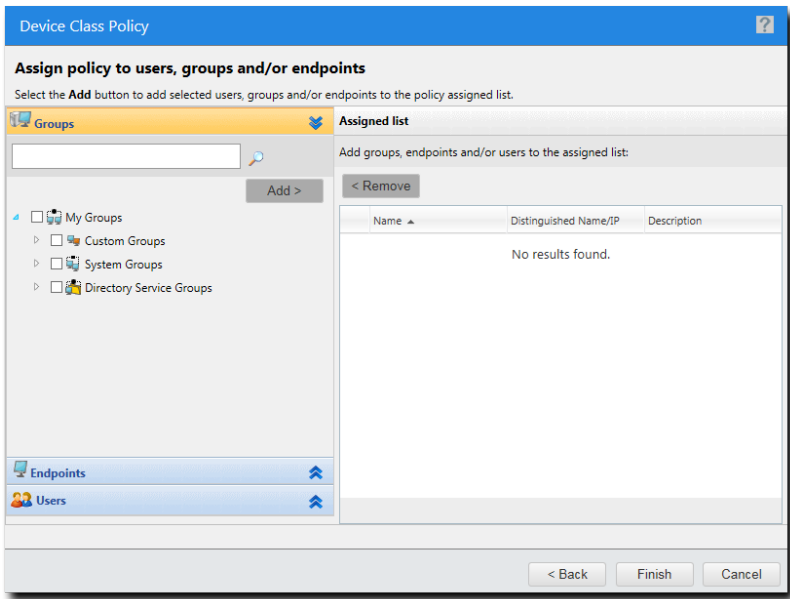 Device Class Policy
?
Assign policy to users, groups and/or endpoints
Select the Add button to add selected users, groups and/or endpoints to the policy assigned list.
Groups
Add >
My Groups
Custom Groups
System Groups
Directory Service Groups
Endpoints
Users
Assigned list
Add groups, endpoints and/or users to the assigned list:
< Remove
Name Distinguished Name/IP Description
No results found.
< Back Finish Cancel